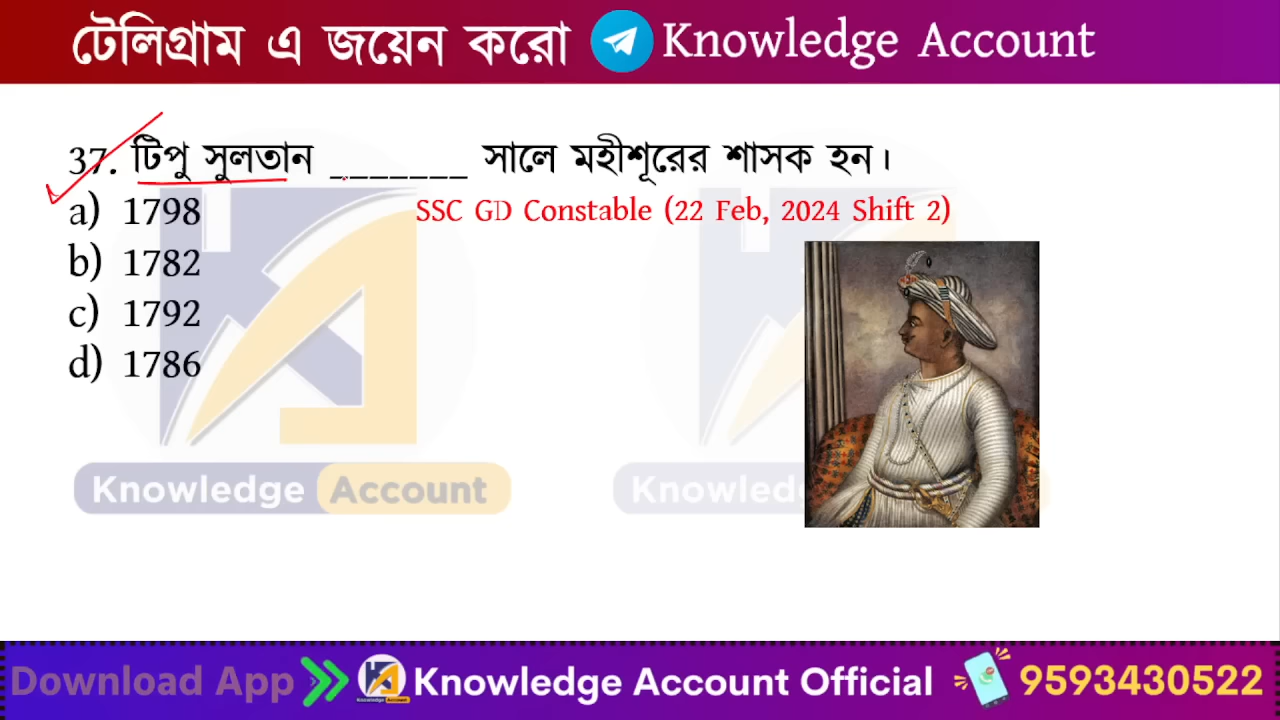 টেলিগ্রাম এ জয়েন করো Knowledge Account
37. টিপু সুলতান _______ সালে মহীশূরের শাসক হন।
a) 1798
SSC GD Constable (22 Feb, 2024 Shift 2)
b) 1782
c) 1792
d) 1786
Knowledge Account
Knowledge
Download App Knowledge Account Official 9593430522